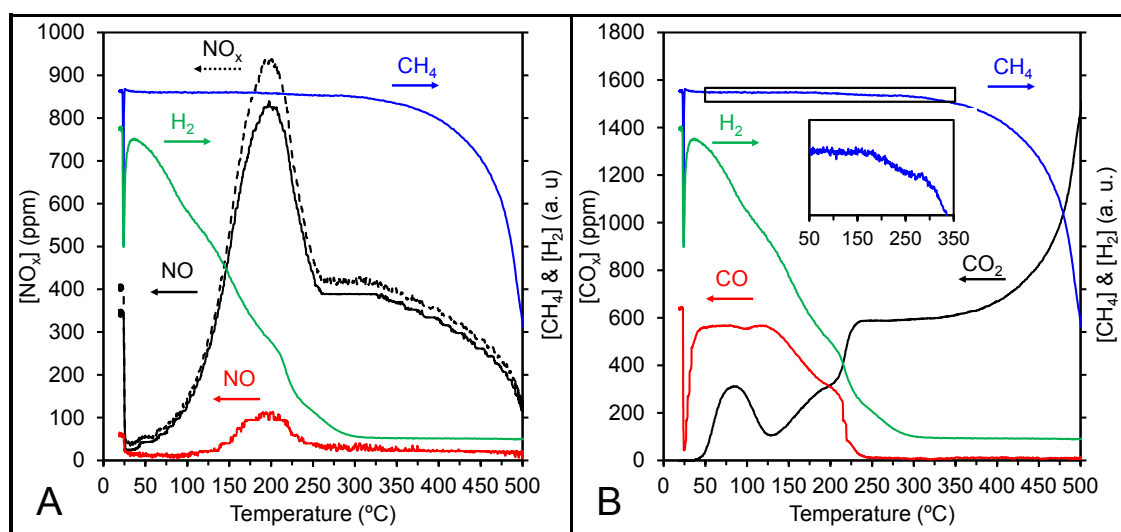 1000
900
800
700
600
500
400
300
200
100
0
[NOx] (ppm)
NOx
CH4
H2
NO
NO
A
0 50 100 150 200 250 300 350 400 450 500
Temperature (ºC)
[CH4] & [H2] (a. u)
1800
1600
1400
1200
1000
800
600
400
200
0
[COx] (ppm)
CH4
H2
50 150 250 350
CO2
CO
B
0 50 100 150 200 250 300 350 400 450 500
Temperature (ºC)
[CH4] & [H2] (a. u.)